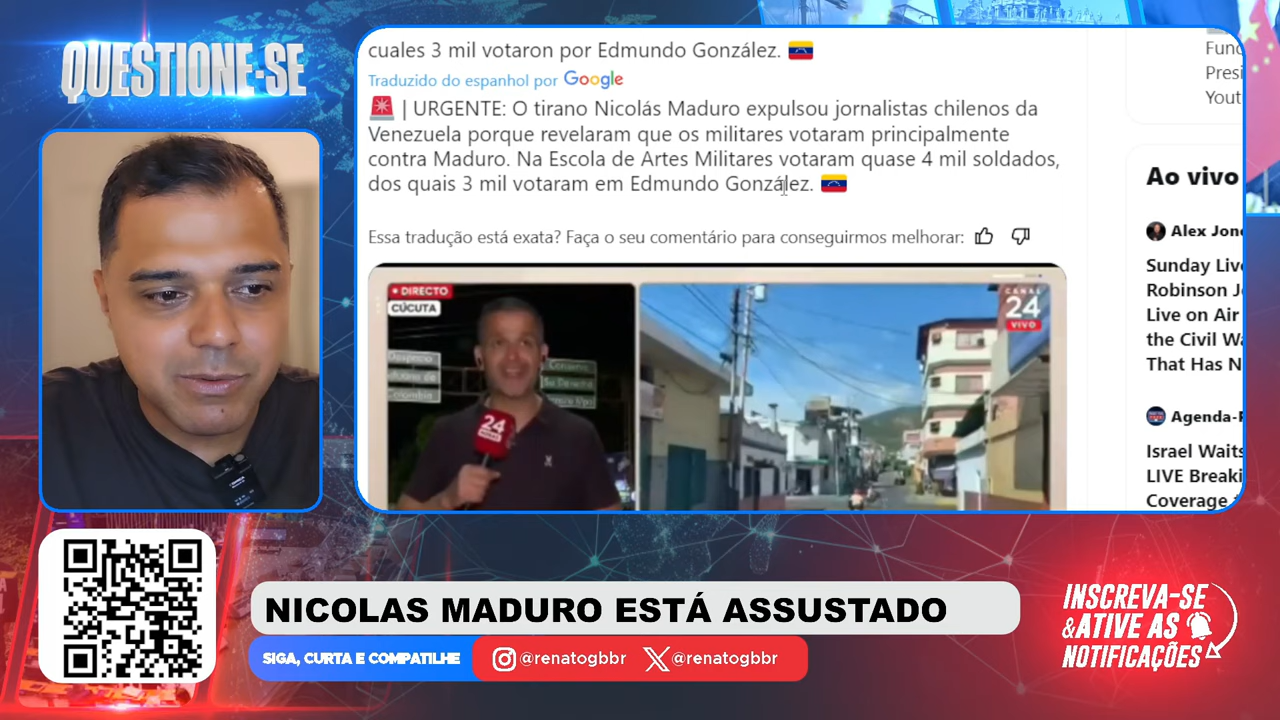 QUESTIONE-SE
cuales 3 mil votaron por Edmundo González.
Traduzido do espanhol por Google
| URGENTE: O tirano Nicolás Maduro expulsou jornalistas chilenos da
Venezuela porque revelaram que os militares votaram principalmente
contra Maduro. Na Escola de Artes Militares votaram quase 4 mil soldados,
dos quais 3 mil votaram em Edmundo González.
Essa tradução está exata? Faça o seu comentário para conseguirmos melhorar:
DIRECTO
CÚCUTA
CANAL
24
VIVO
24
Func
Presi
Yout
Ao vivo
Alex Jon
Sunday Liv
Robinson J
Live on Air
the Civil W
That Has N
Agenda-F
Israel Waits
LIVE Breaki
Coverage
NICOLAS MADURO ESTÁ ASSUSTADO
SIGA, CURTA E COMPATILHE
@renatogbbr
@renatogbbr
INSCREVA-SE
&ATIVE AS
NOTIFICAÇÕES